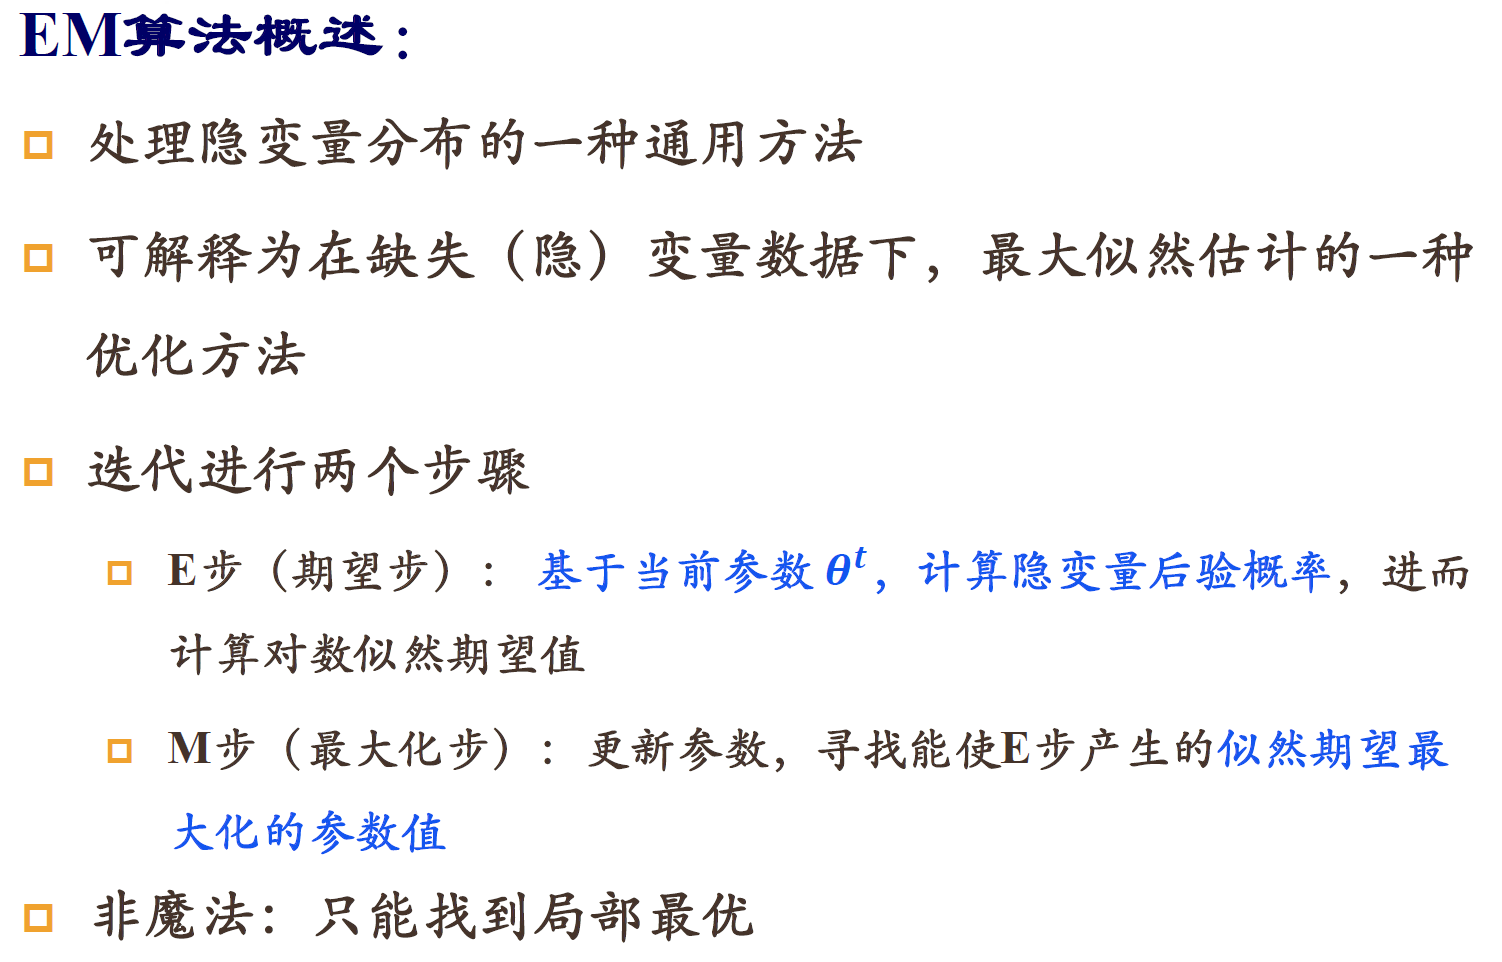 EM算法概述：
处理隐变量分布的一种通用方法
可解释为在缺失（隐）变量数据下，最大似然估计的一种
优化方法
迭代进行两个步骤
E步（期望步）： 基于当前参数 θᵗ，计算隐变量后验概率，进而
计算对数似然期望值
M步（最大化步）：更新参数，寻找能使E步产生的似然期望最
大化的参数值
非魔法：只能找到局部最优